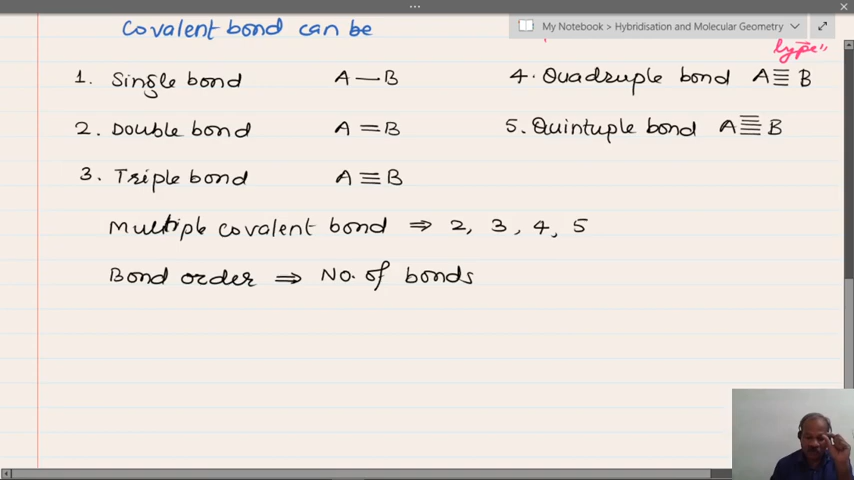 ...
My Notebook > Hybridisation and Molecular Geometry
Covalent bond can be
type"
1. Single bond A — B
4. Quadruple bond A ≣ B
2. Double bond A = B
5. Quintuple bond A B
3. Triple bond A ≡ B
Multiple covalent bond ⇒ 2, 3, 4, 5
Bond order ⇒ No. of bonds